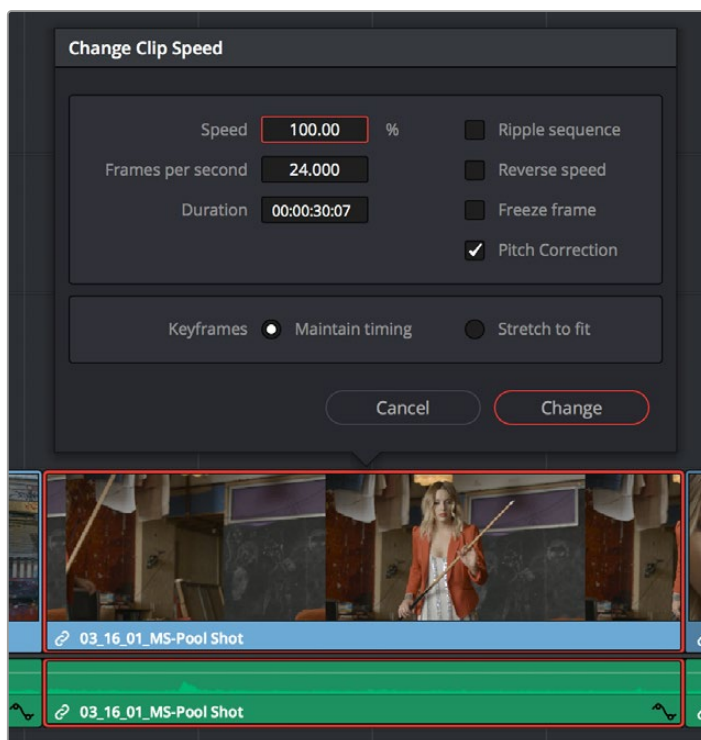 Change Clip Speed
Speed 100.00 % Ripple sequence
Frames per second 24.000 Reverse speed
Duration 00:00:30:07 Freeze frame
Pitch Correction
Keyframes Maintain timing Stretch to fit
Cancel Change
03_16_01_MS-Pool Shot
03_16_01_MS-Pool Shot